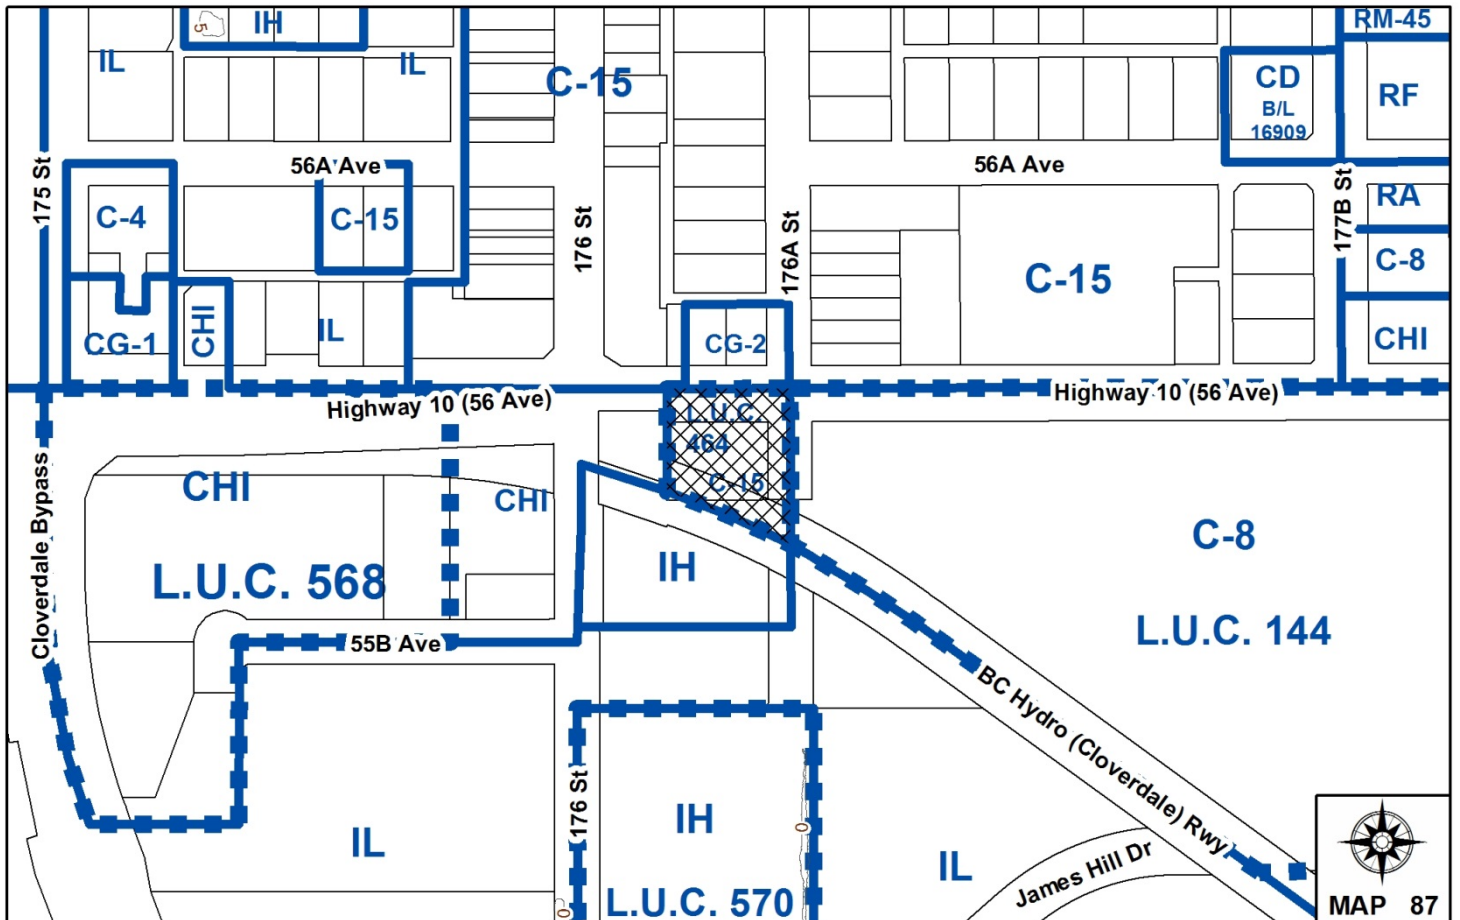 5
IH
IL
IL
C-15
RM-45
CD
B/L
16909
RF
175 St
56A Ave
56A Ave
C-4
C-15
176 St
176A St
C-15
177B St
RA
C-8
CG-1
CHI
IL
CG-2
CHI
Highway 10 (56 Ave)
Highway 10 (56 Ave)
L.U.C.
464
C-15
Cloverdale Bypass
CHI
CHI
L.U.C. 568
IH
C-8
L.U.C. 144
55B Ave
BC Hydro (Cloverdale) Rwy
176 St
IH
0
IL
IL
James Hill Dr
L.U.C. 570
0
MAP 87